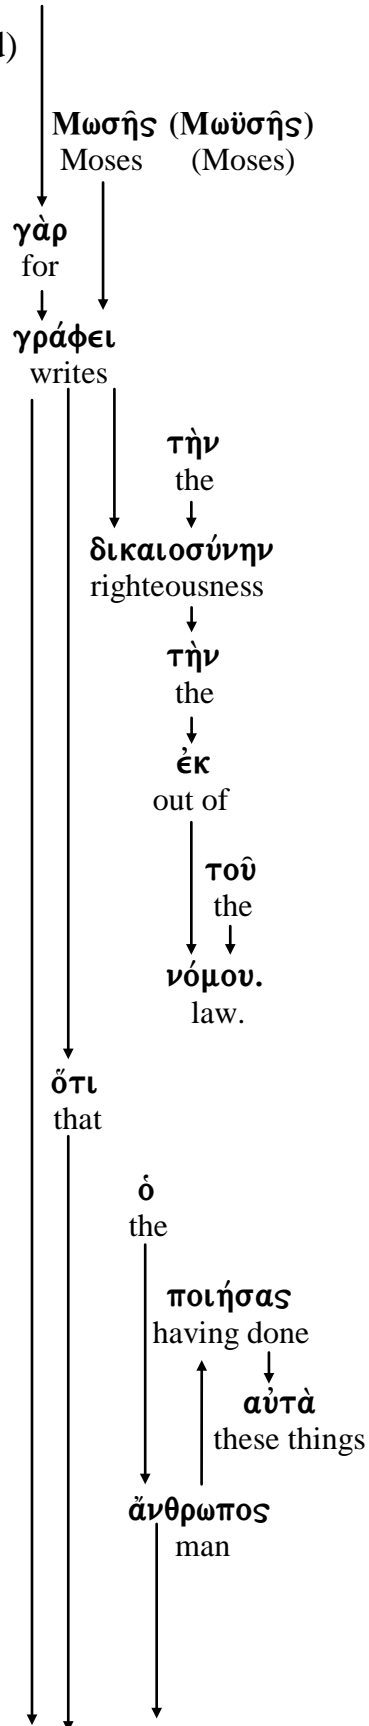 d)
Μωσῆς (Μωϋσῆς)
Moses (Moses)
γὰρ
for
γράφει
writes
τὴν
the
δικαιοσύνην
righteousness
τὴν
the
ἐκ
out of
τοῦ
the
νόμου.
law.
ὅτι
that
ὁ
the
ποιήσας
having done
αὐτὰ
these things
ἄνθρωπος
man